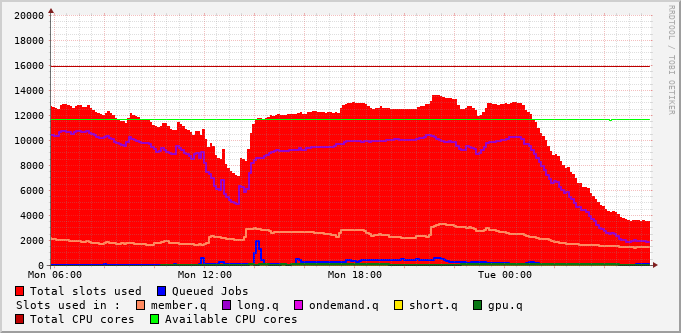 20000
18000
16000
14000
12000
10000
8000
6000
4000
2000
0
Mon 06:00 Mon 12:00 Mon 18:00 Tue 00:00
RRDTOOL / TOBI OETIKER
Total slots used Queued Jobs
Slots used in : member.q long.q ondemand.q short.q gpu.q
Total CPU cores Available CPU cores